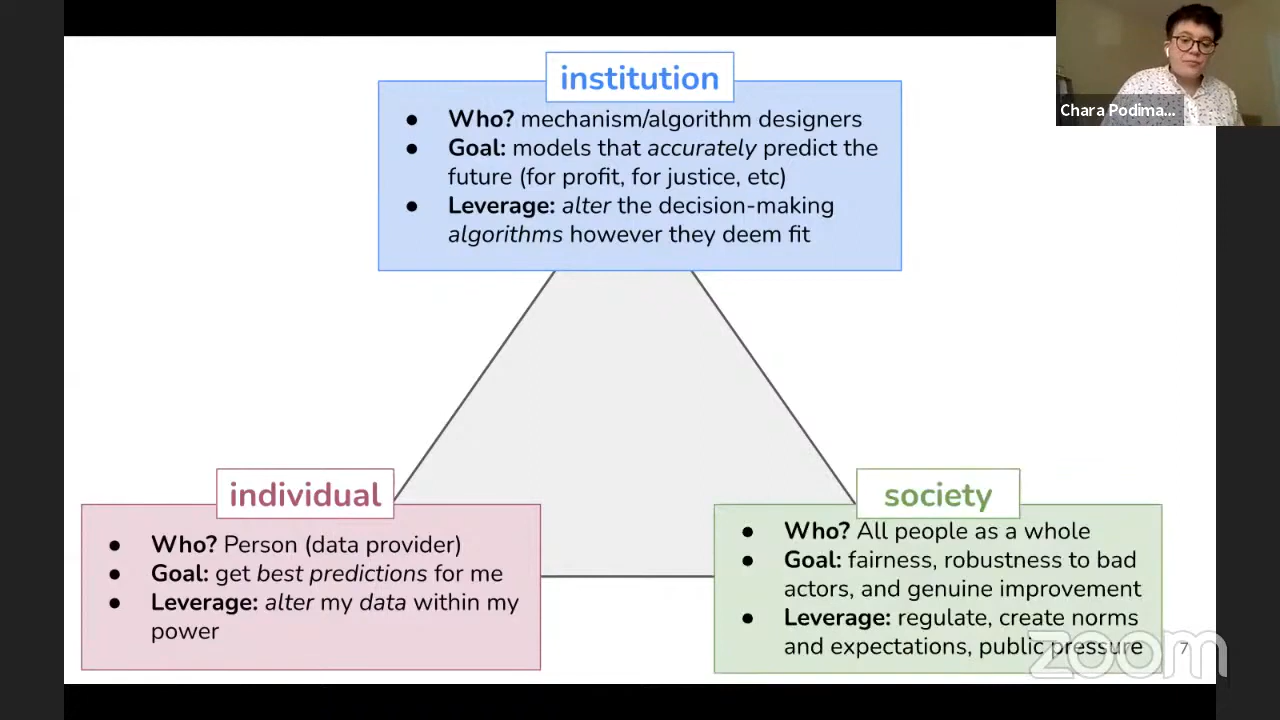 Chara Podima...
institution
● Who? mechanism/algorithm designers
● Goal: models that accurately predict the
future (for profit, for justice, etc)
● Leverage: alter the decision-making
algorithms however they deem fit
individual
● Who? Person (data provider)
● Goal: get best predictions for me
● Leverage: alter my data within my
power
society
● Who? All people as a whole
● Goal: fairness, robustness to bad
actors, and genuine improvement
● Leverage: regulate, create norms
and expectations, public pressure
7
zoom